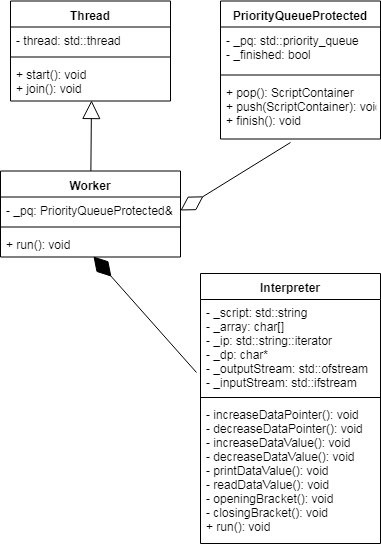 Thread
- thread: std::thread
+ start(): void
+ join(): void
PriorityQueueProtected
- _pq: std::priority_queue
- _finished: bool
+ pop(): ScriptContainer
+ push(ScriptContainer): voi
+ finish(): void
Worker
- _pq: PriorityQueueProtected&
+ run(): void
Interpreter
- _script: std::string
- _array: char[]
- _ip: std::string::iterator
- _dp: char*
- _outputStream: std::ofstream
- _inputStream: std::ifstream
- increaseDataPointer(): void
- decreaseDataPointer(): void
- increaseDataValue(): void
- decreaseDataValue(): void
- printDataValue(): void
- readDataValue(): void
- openingBracket(): void
- closingBracket(): void
+ run(): void